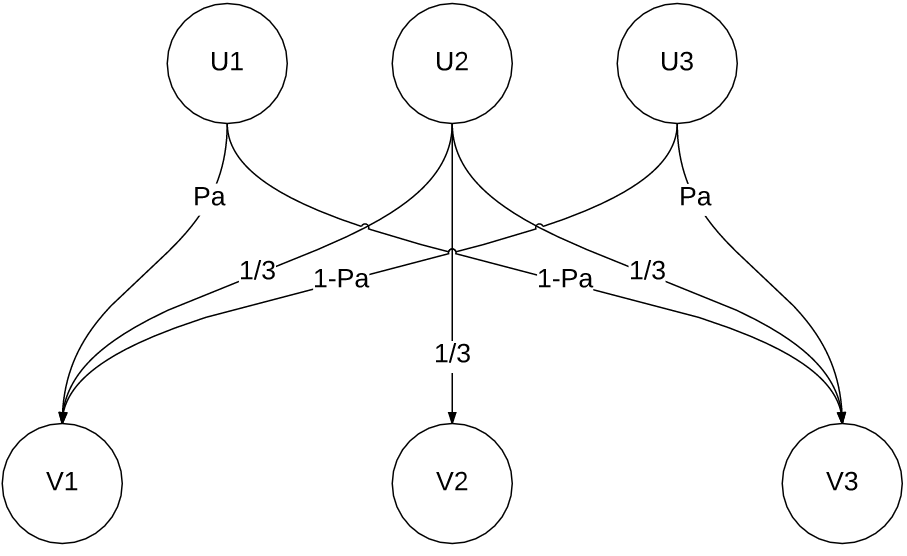 U1 U2 U3
Pa Pa
1/3 1/3
1-Pa 1-Pa
1/3
V1 V2 V3